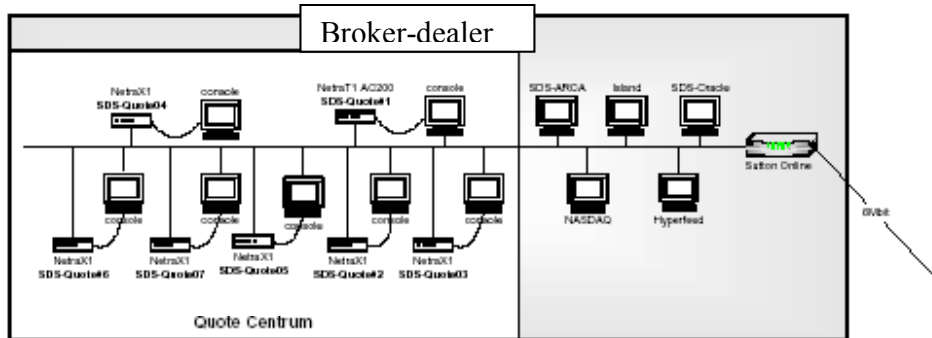 Broker-dealer
NetraX1
SDS-Quote04
console
NetraT1 AC200
SDS-Quote#1
console
SDS-ARCA
Island
SDS-Oracle
Sutton Online
6Mbit
console
console
console
console
console
NASDAQ
Hyperfeed
NetraX1
SDS-Quote#6
NetraX1
SDS-Quote07
NetraX1
SDS-Quote05
NetraX1
SDS-Quote#2
NetraX1
SDS-Quote03
Quote Centrum